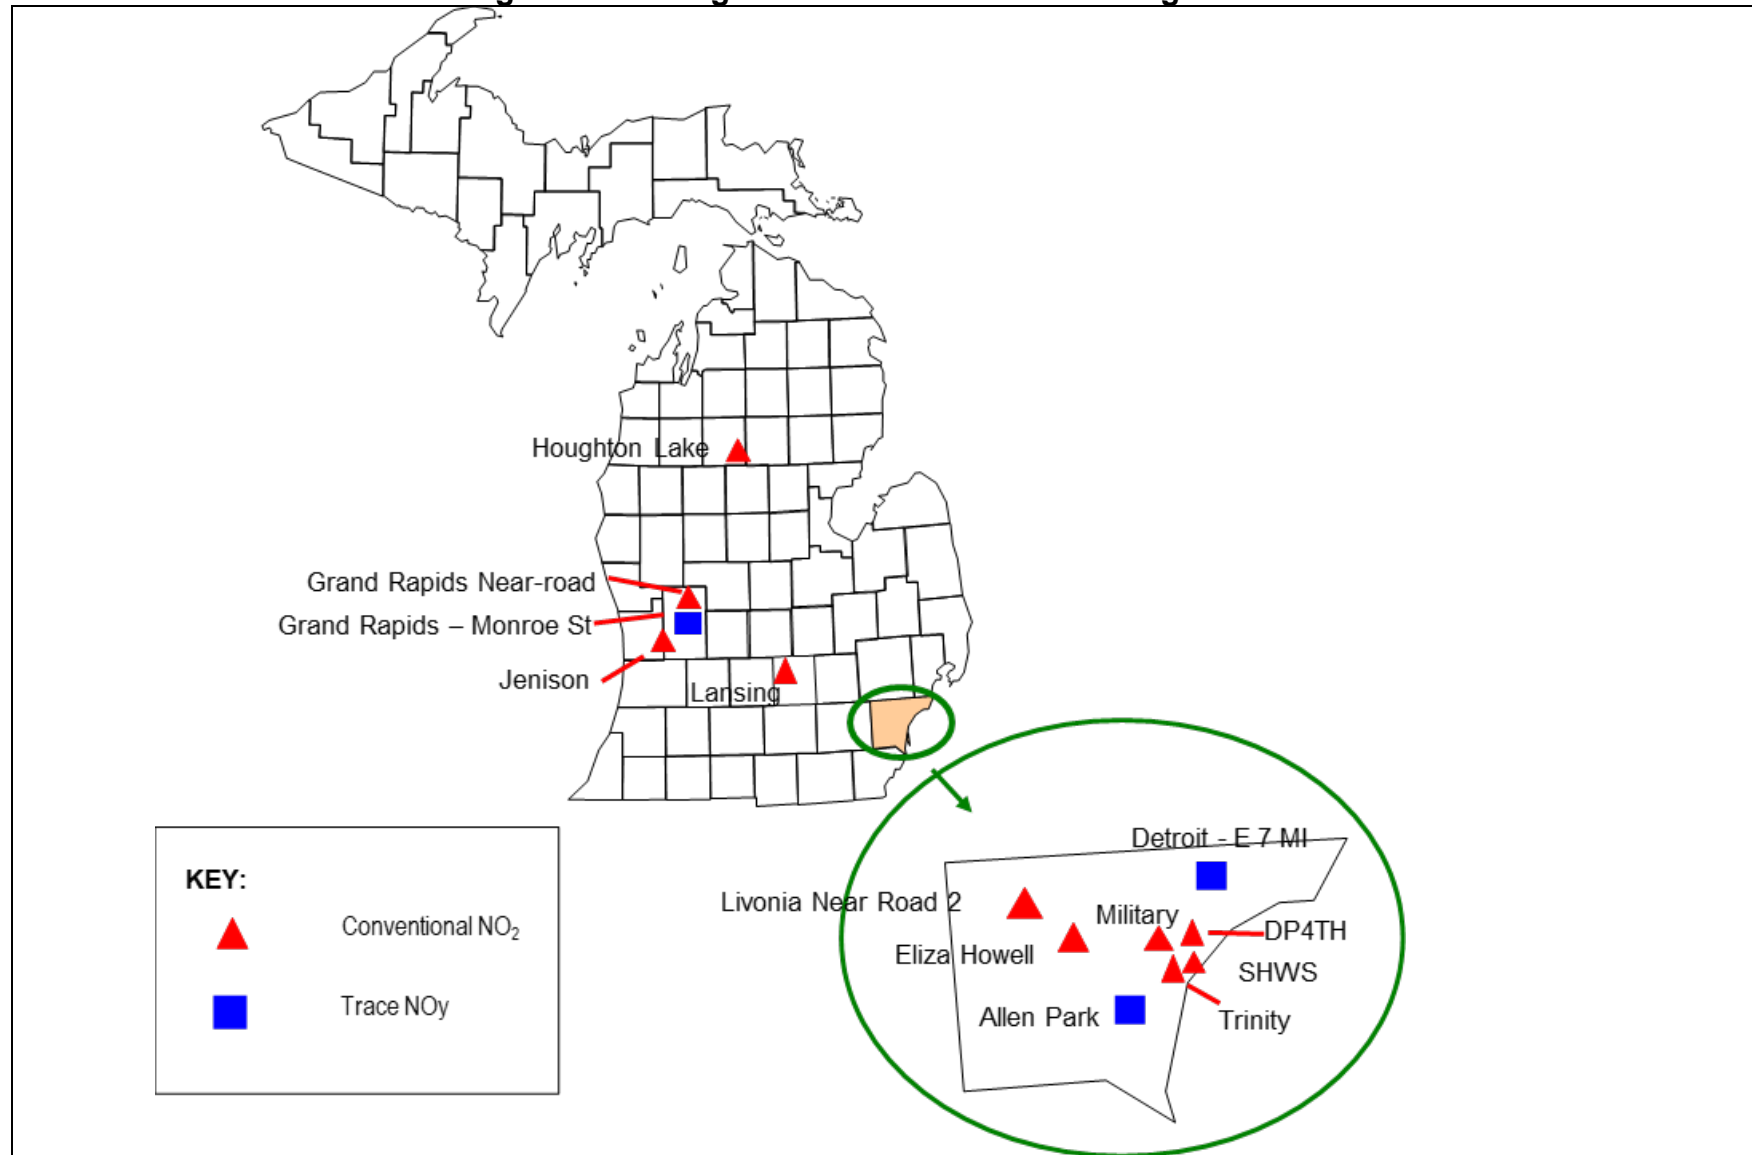 Houghton Lake
Grand Rapids Near-road
Grand Rapids – Monroe St
Jenison
Lansing
KEY:
Conventional NO₂
Trace NOy
Detroit - E 7 MI
Livonia Near Road 2
Military
DP4TH
Eliza Howell
SHWS
Allen Park
Trinity